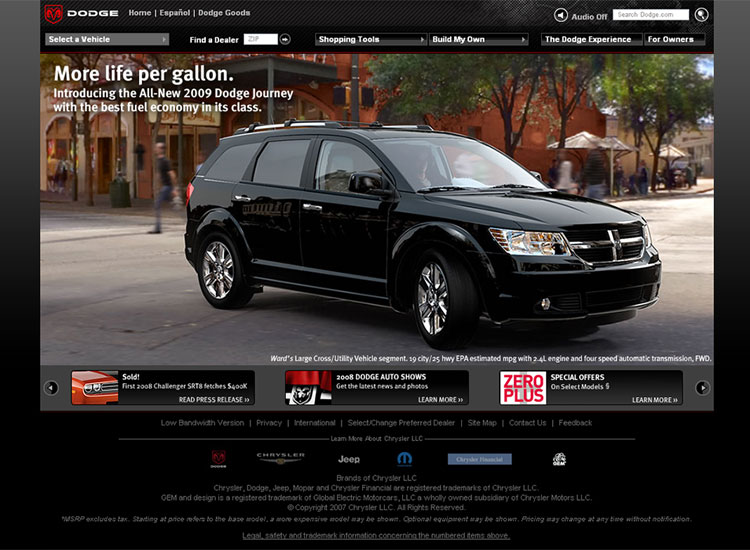 DODGE
Home | Español | Dodge Goods
Audio Off
Search Dodge.com
Select a Vehicle
Find a Dealer
ZIP
Shopping Tools
Build My Own
The Dodge Experience
For Owners
More life per gallon.
Introducing the All-New 2009 Dodge Journey
with the best fuel economy in its class.
Ward's Large Cross/Utility Vehicle segment. 19 city/25 hwy EPA estimated mpg with 2.4L engine and four speed automatic transmission, FWD.
Sold!
First 2008 Challenger SRT8 fetches $400K
READ PRESS RELEASE >>
2008 DODGE AUTO SHOWS
Get the latest news and photos
LEARN MORE >>
ZERO
PLUS
SPECIAL OFFERS
On Select Models §
LEARN MORE >>
Low Bandwidth Version | Privacy | International | Select/Change Preferred Dealer | Site Map | Contact Us | Feedback
Learn More About Chrysler LLC
DODGE
CHRYSLER
Jeep
Chrysler Financial
GEM
Brands of Chrysler LLC
Chrysler, Dodge, Jeep, Mopar and Chrysler Financial are registered trademarks of Chrysler LLC.
GEM and design is a registered trademark of Global Electric Motorcars, LLC a wholly owned subsidiary of Chrysler Motors LLC.
© Copyright 2007 Chrysler LLC. All Rights Reserved.
*MSRP excludes tax.. Starting at price refers to the base model, a more expensive model may be shown. Optional equipment may be shown. Pricing may change at any time without notification.
Legal, safety and trademark information concerning the numbered items above.